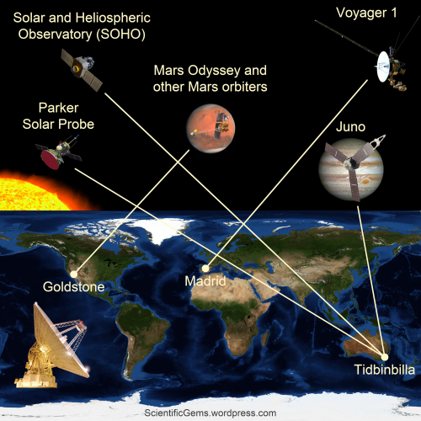 Solar and Heliospheric
Observatory (SOHO)
Voyager 1
Mars Odyssey and
other Mars orbiters
Parker
Solar Probe
Juno
Goldstone
Madrid
Tidbinbilla
ScientificGems.wordpress.com